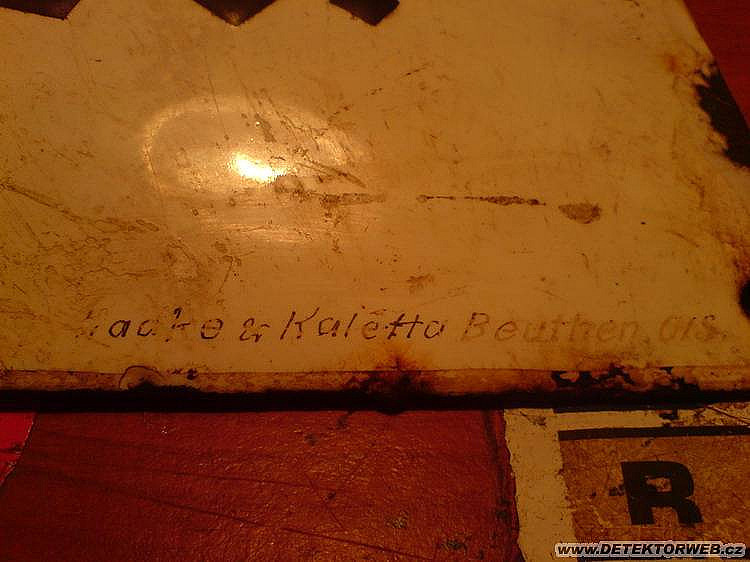 & Kaletta Beuthen, O/S.
R
www.DETEKTORWEB.cz